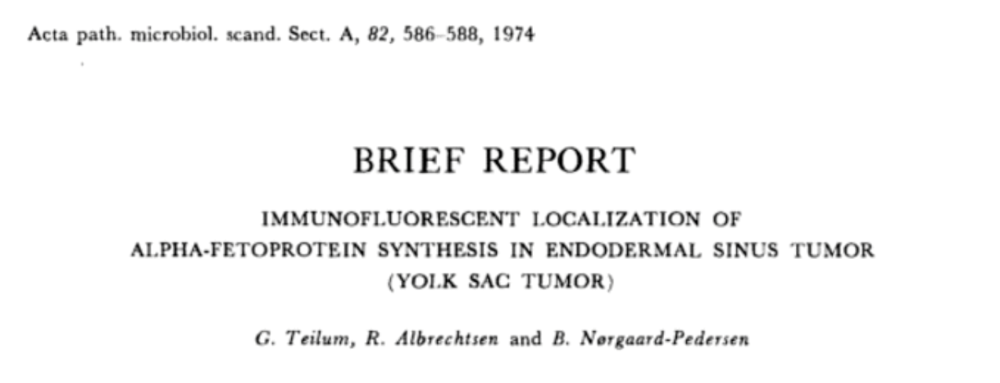 Acta path. microbiol. scand. Sect. A, 82, 586–588, 1974
BRIEF REPORT
IMMUNOFLUORESCENT LOCALIZATION OF
ALPHA-FETOPROTEIN SYNTHESIS IN ENDODERMAL SINUS TUMOR
(YOLK SAC TUMOR)
G. Teilum, R. Albrechtsen and B. Nørgaard-Pedersen